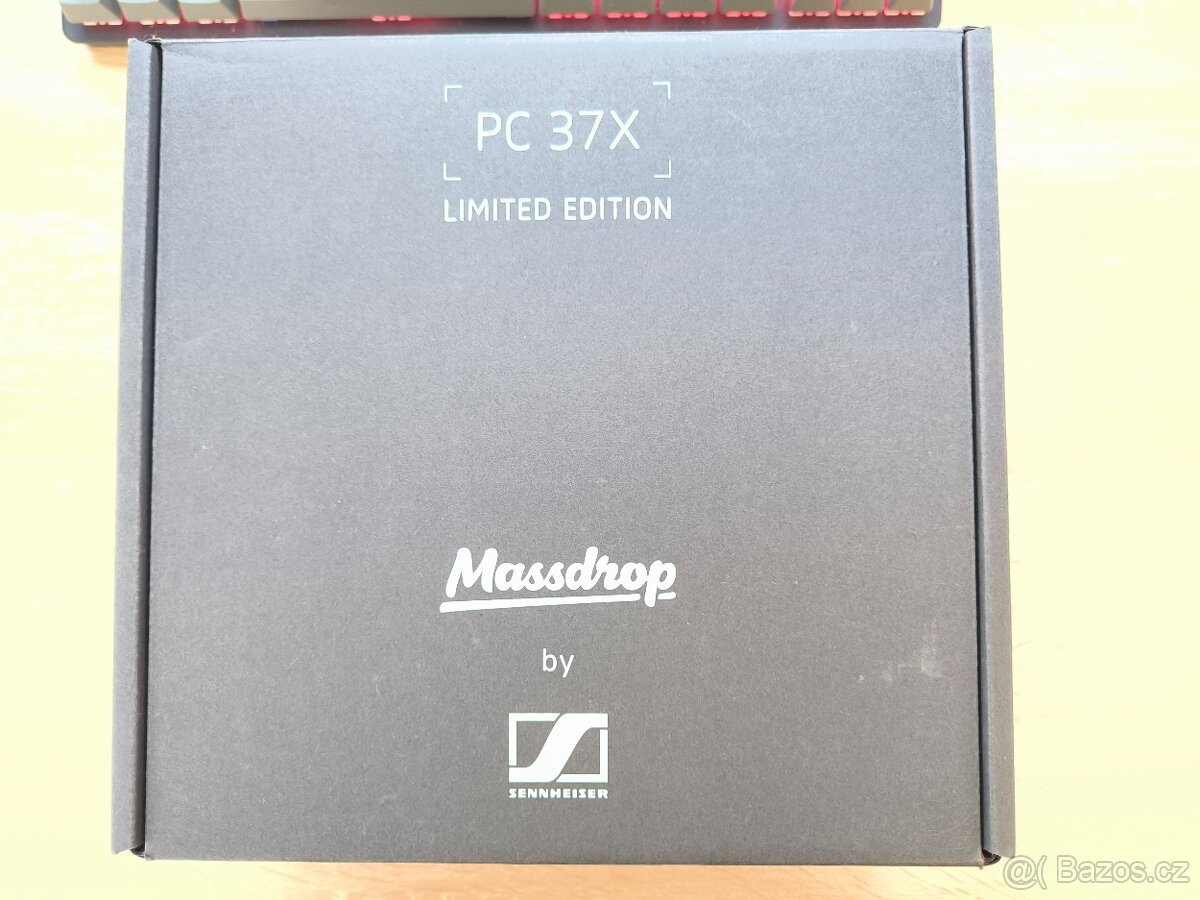 PC 37X
LIMITED EDITION
Massdrop
by
SENNHEISER
@( Bazos.cz